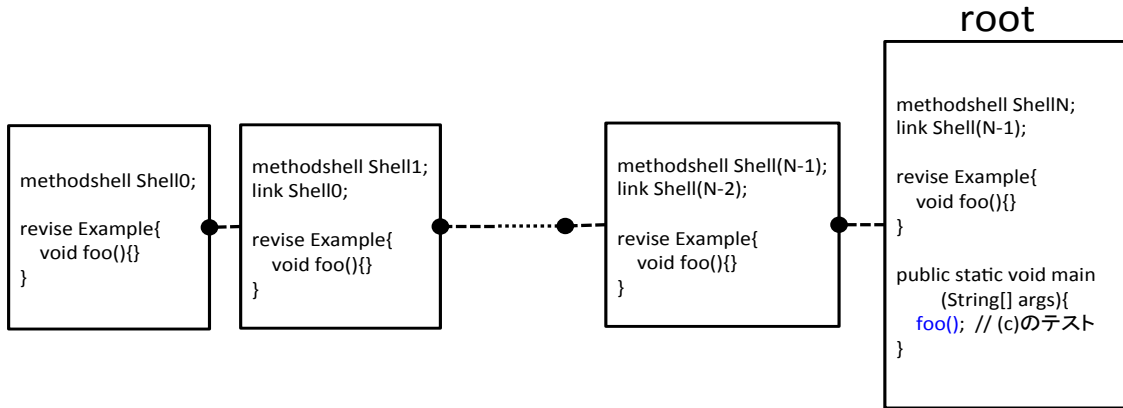 root
methodshell Shell0;
revise Example{
void foo(){}
}
methodshell Shell1;
link Shell0;
revise Example{
void foo(){}
}
methodshell Shell(N-1);
link Shell(N-2);
revise Example{
void foo(){}
}
methodshell ShellN;
link Shell(N-1);
revise Example{
void foo(){}
}
public static void main
(String[] args){
foo(); // (c)のテスト
}